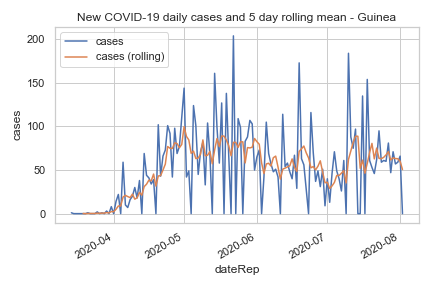 New COVID-19 daily cases and 5 day rolling mean - Guinea
cases
cases (rolling)
200
150
100
50
0
cases
2020-04
2020-05
2020-06
2020-07
2020-08
dateRep